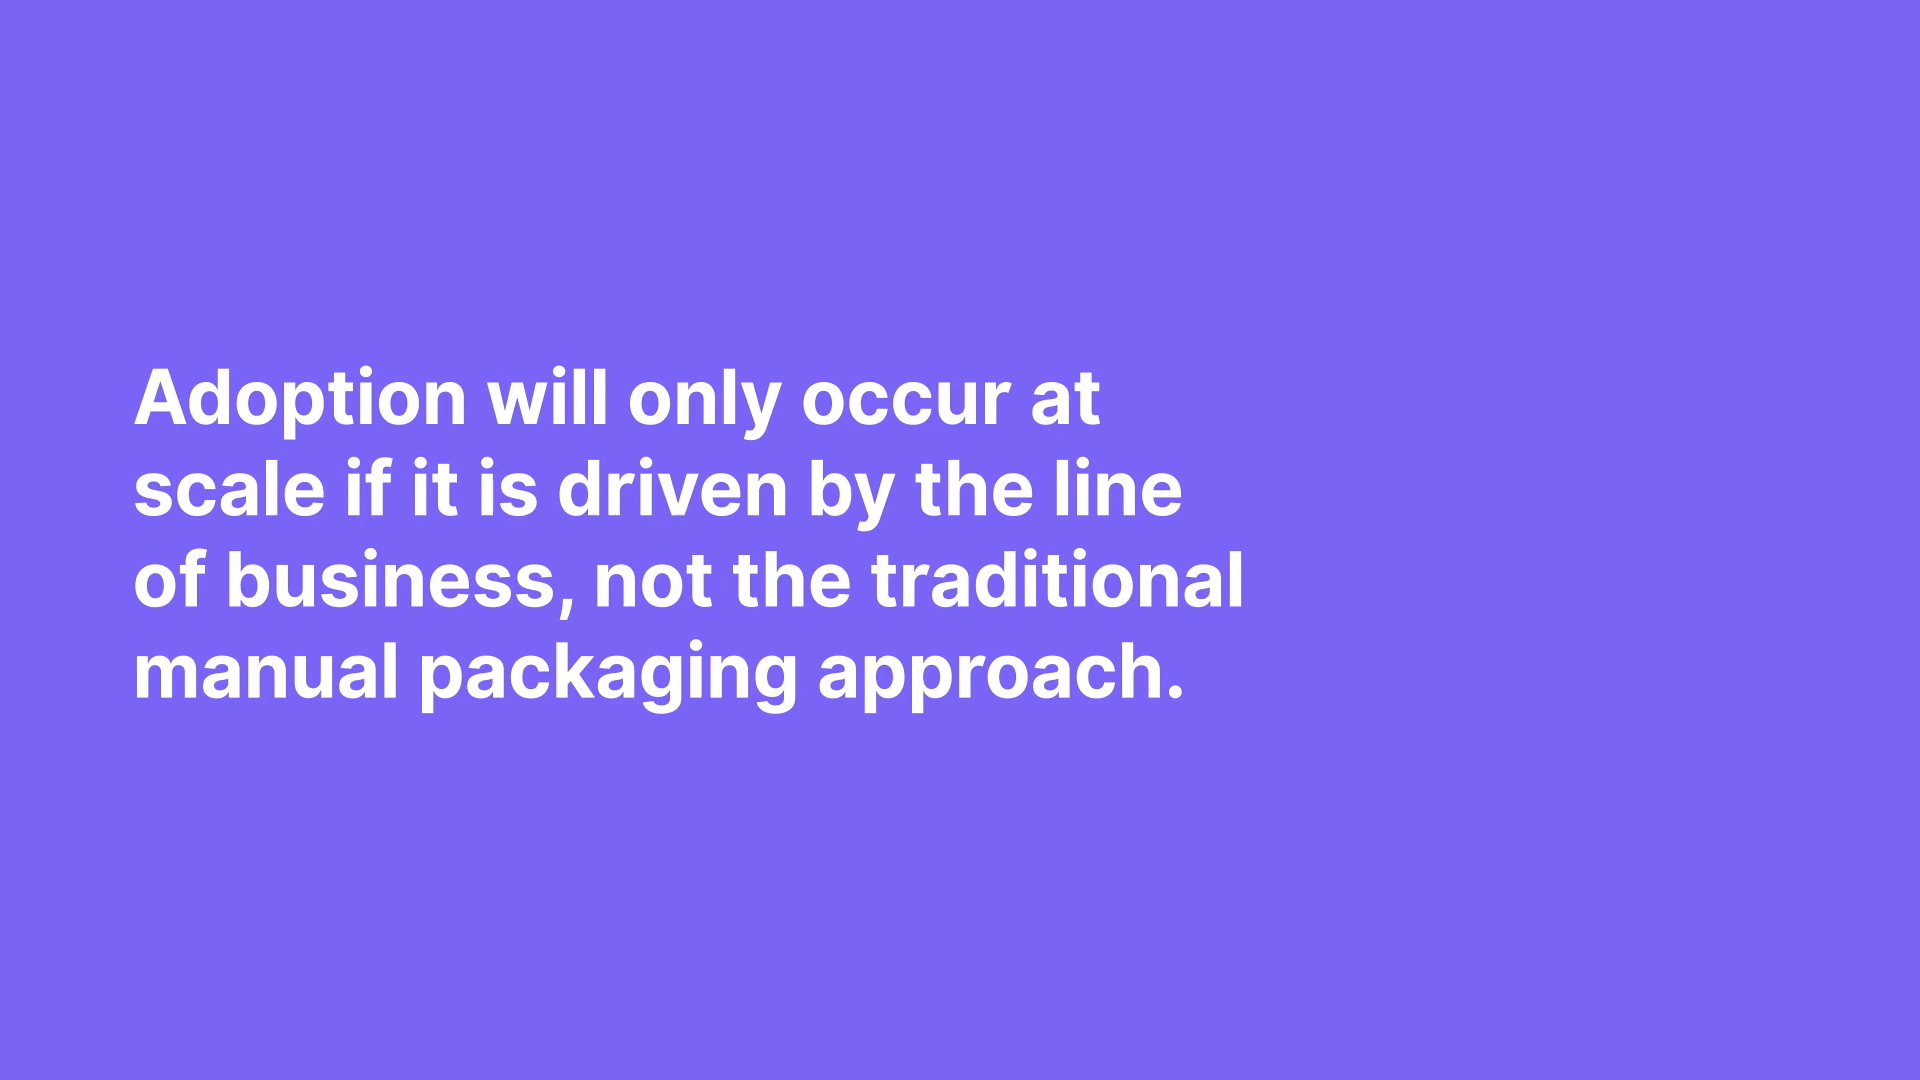 Adoption will only occur at
scale if it is driven by the line
of business, not the traditional
manual packaging approach.